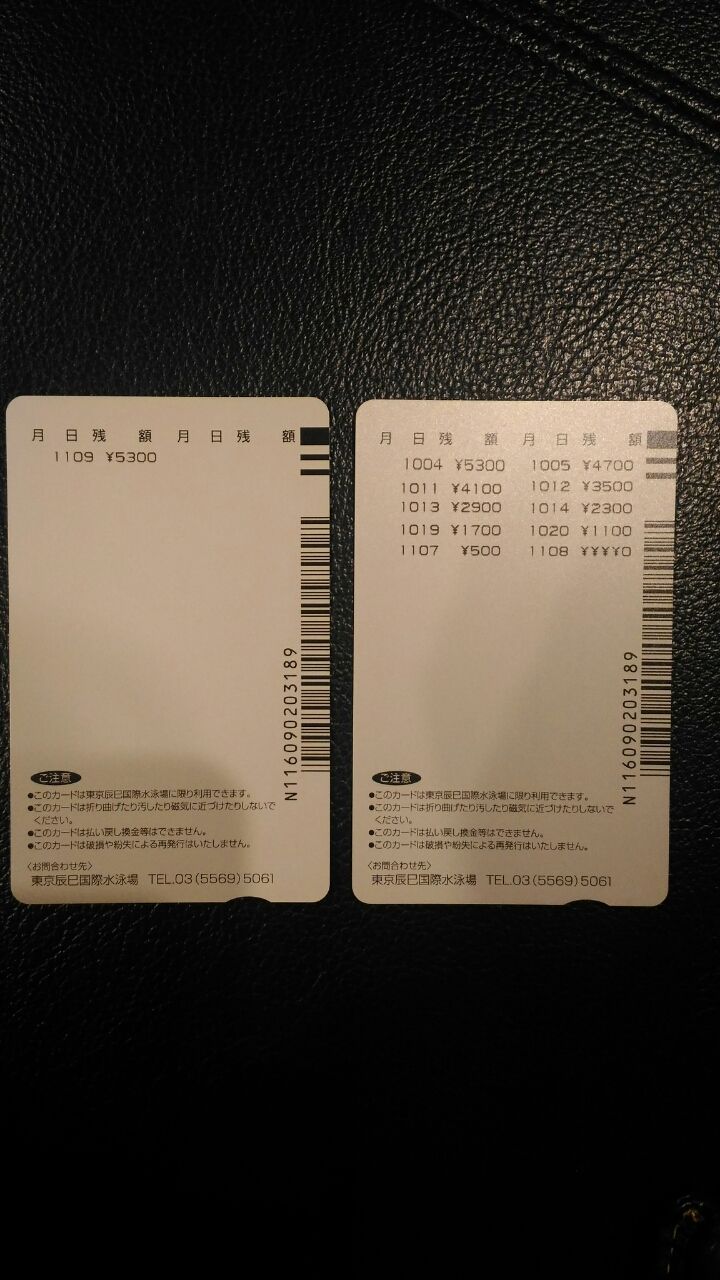 月 日 残 額 月 日 残 額
1109 ¥5300
N116090203189
ご注意
●このカードは東京辰巳国際水泳場に限り利用できます。
●このカードは折り曲げたり汚したり磁気に近づけたりしないで
ください。
●このカードは払い戻し換金等はできません。
●このカードは破損や紛失による再発行はいたしません。
〈お問合わせ先〉
東京辰巳国際水泳場 TEL.03(5569)5061
月 日 残 額 月 日 残 額
1004 ¥5300 1005 ¥4700
1011 ¥4100 1012 ¥3500
1013 ¥2900 1014 ¥2300
1019 ¥1700 1020 ¥1100
1107 ¥500 1108 ¥¥¥¥0
N116090203189
ご注意
●このカードは東京辰巳国際水泳場に限り利用できます。
●このカードは折り曲げたり汚したり磁気に近づけたりしないで
ください。
●このカードは払い戻し換金等はできません。
●このカードは破損や紛失による再発行はいたしません。
〈お問合わせ先〉
東京辰巳国際水泳場 TEL.03(5569)5061